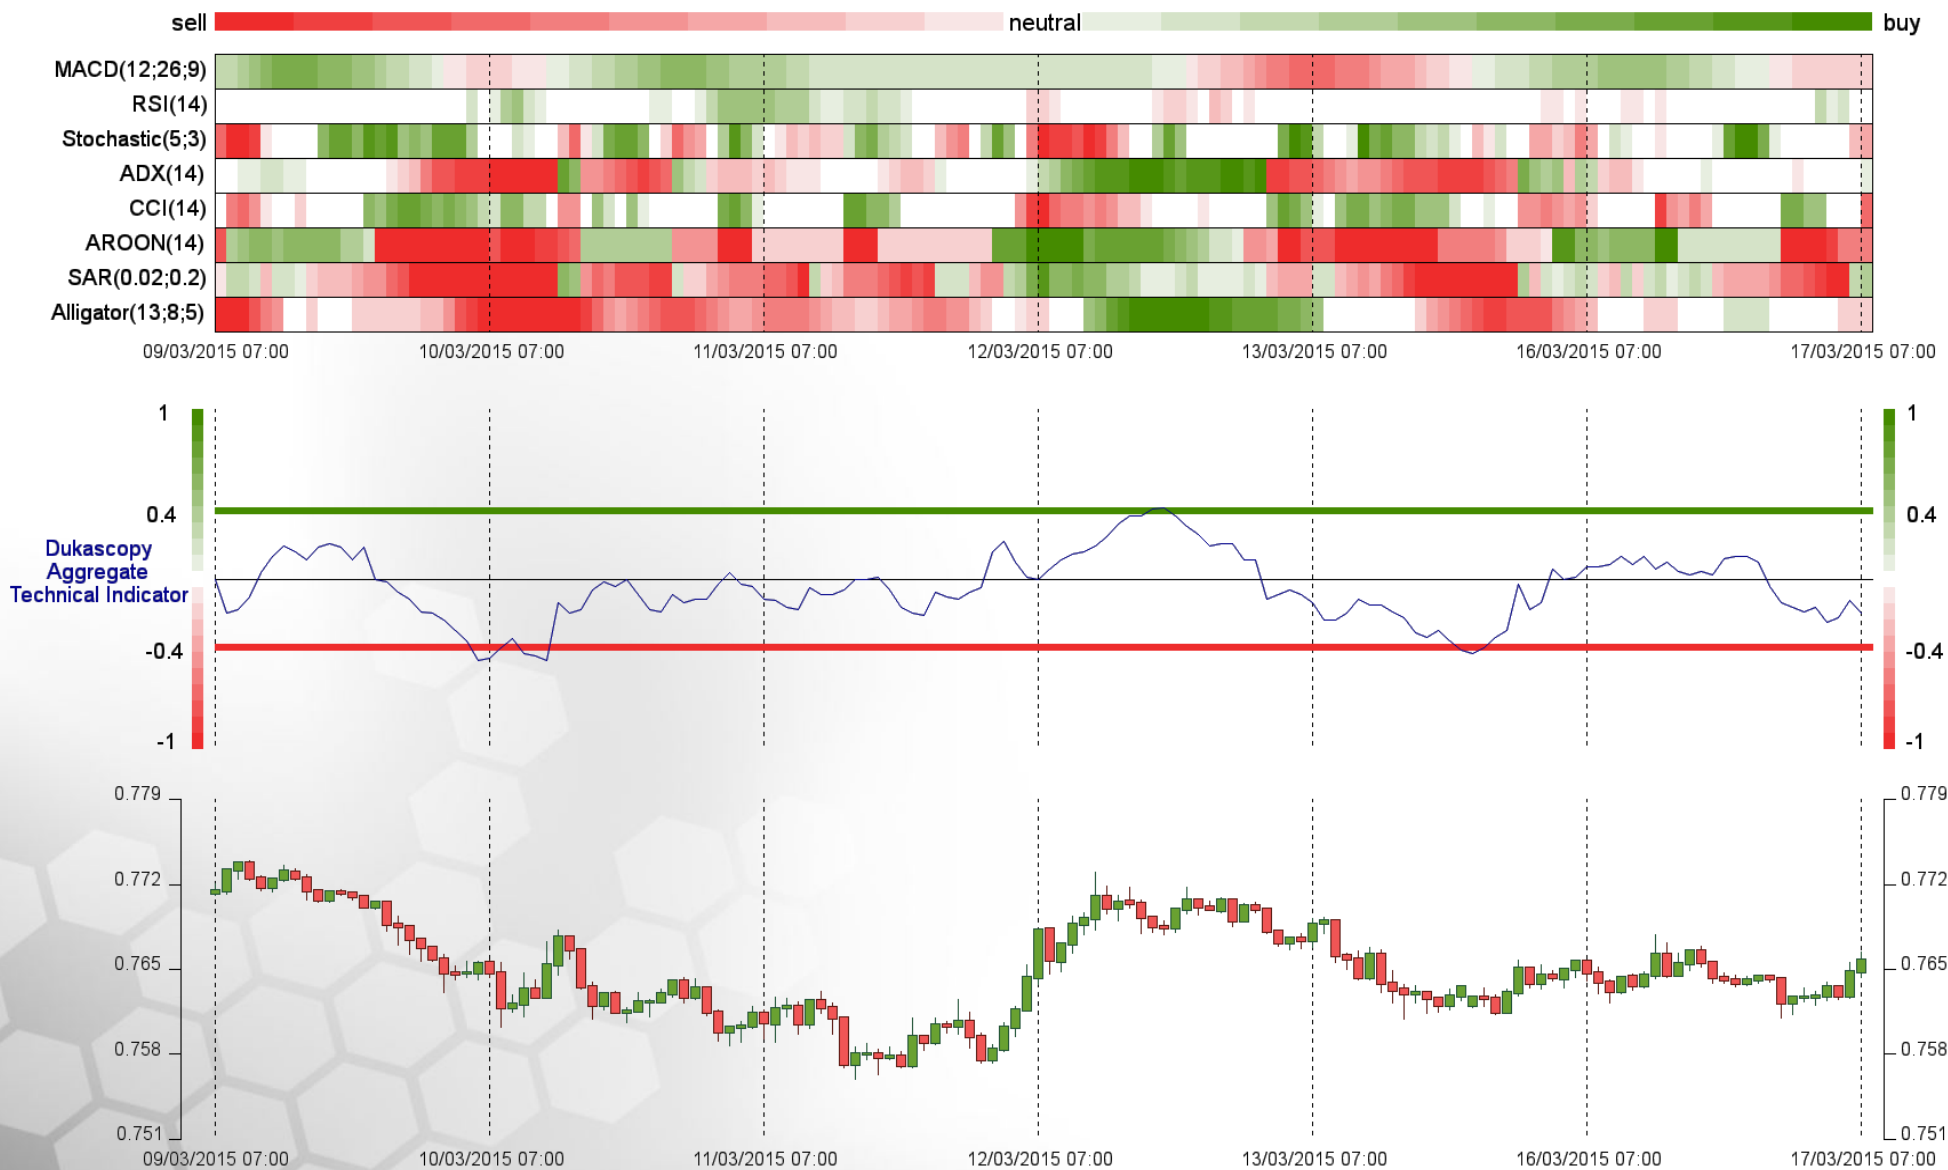 sell neutral buy
MACD(12;26;9)
RSI(14)
Stochastic(5;3)
ADX(14)
CCI(14)
AROON(14)
SAR(0.02;0.2)
Alligator(13;8;5)
09/03/2015 07:00 10/03/2015 07:00 11/03/2015 07:00 12/03/2015 07:00 13/03/2015 07:00 16/03/2015 07:00 17/03/2015 07:00
1 1
0.4 0.4
Dukascopy
Aggregate
Technical Indicator
-0.4 -0.4
-1 -1
0.779 0.779
0.772 0.772
0.765 0.765
0.758 0.758
0.751 0.751
09/03/2015 07:00 10/03/2015 07:00 11/03/2015 07:00 12/03/2015 07:00 13/03/2015 07:00 16/03/2015 07:00 17/03/2015 07:00